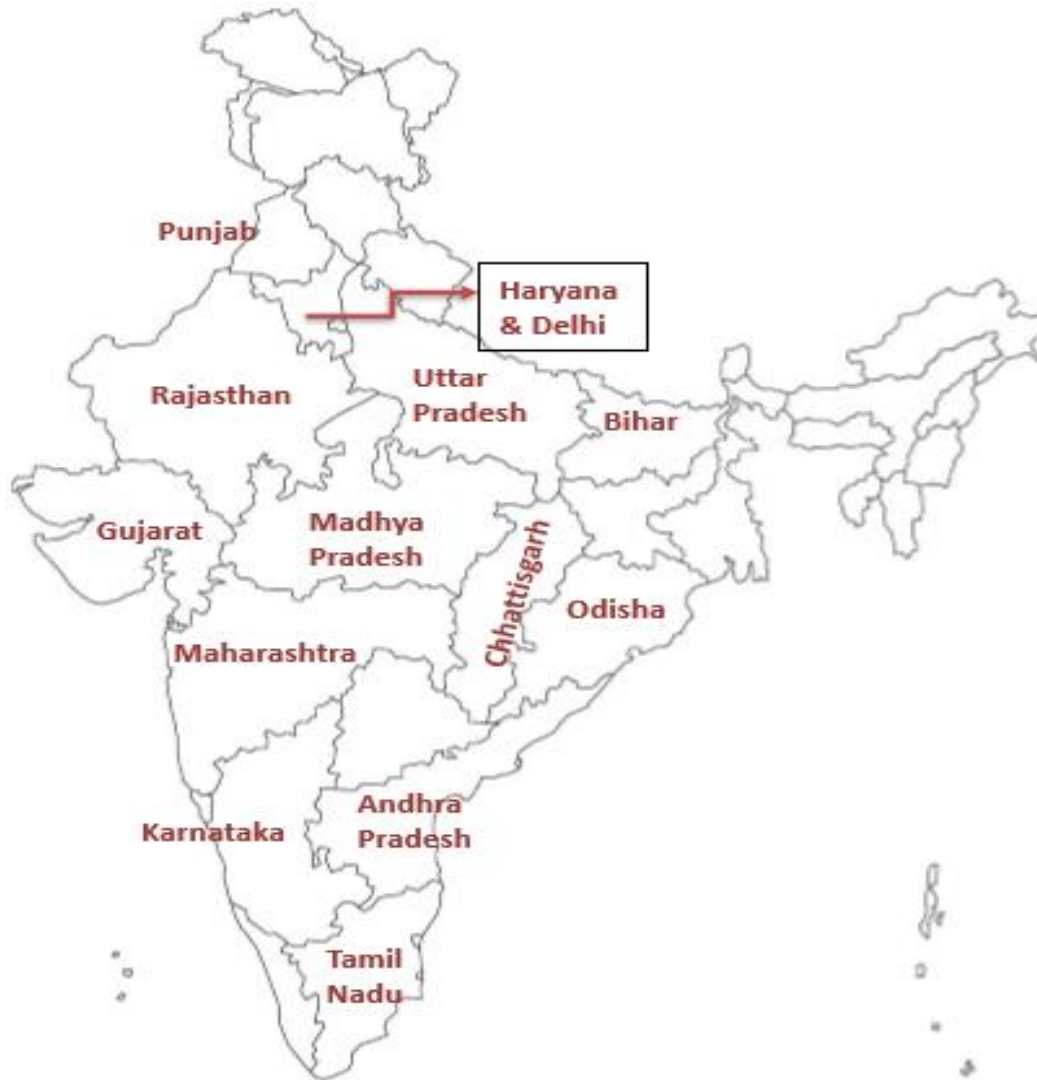 Punjab
Haryana
& Delhi
Rajasthan
Uttar
Pradesh
Bihar
Gujarat
Madhya
Pradesh
Chhattisgarh
Odisha
Maharashtra
Andhra
Pradesh
Karnataka
Tamil
Nadu